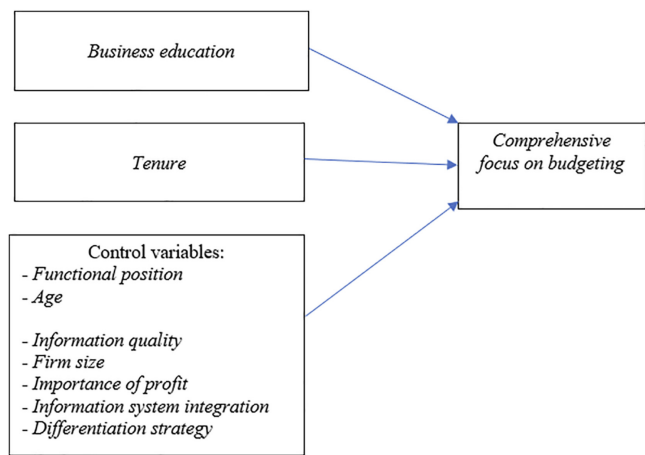 Business education
Tenure
Comprehensive
focus on budgeting
Control variables:
- Functional position
- Age
- Information quality
- Firm size
- Importance of profit
- Information system integration
- Differentiation strategy